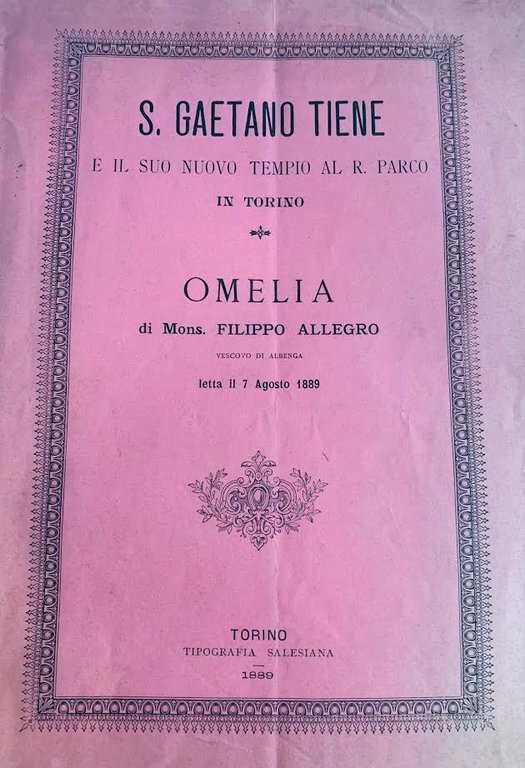 S. GAETANO TIENE
E IL SUO NUOVO TEMPIO AL R. PARCO
IN TORINO
OMELIA
di Mons. FILIPPO ALLEGRO
VESCOVO DI ALBENGA
letta il 7 Agosto 1889
TORINO
TIPOGRAFIA SALESIANA
1889